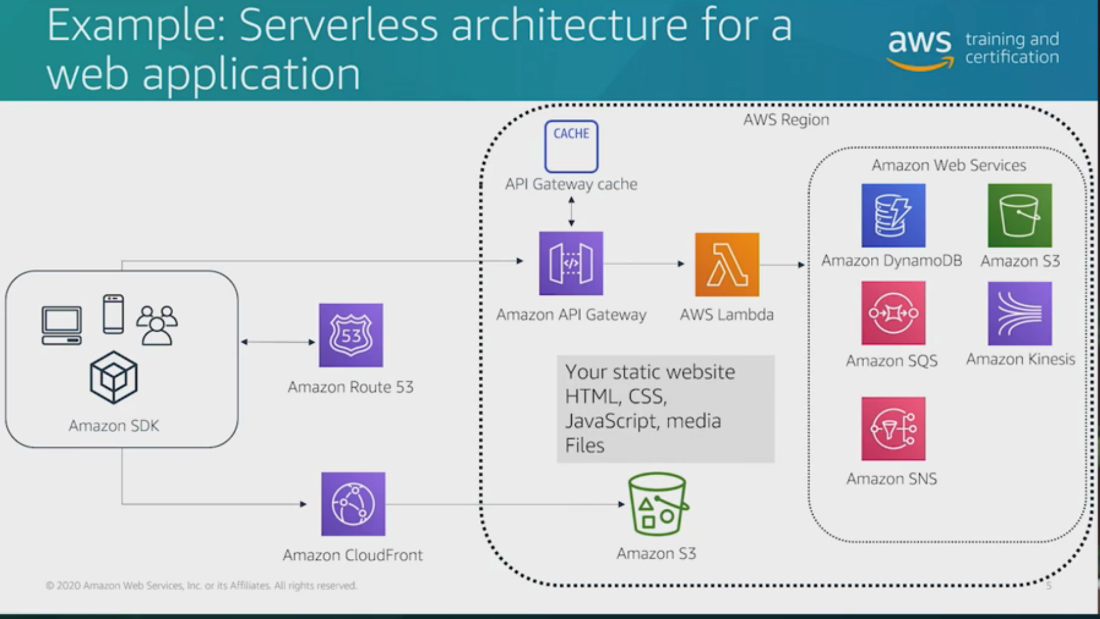 Example: Serverless architecture for a
web application
aws training and
certification
AWS Region
CACHE
API Gateway cache
Amazon Web Services
Amazon DynamoDB
Amazon S3
Amazon API Gateway
AWS Lambda
Amazon SQS
Amazon Kinesis
53
Amazon Route 53
Your static website
HTML, CSS,
JavaScript, media
Files
Amazon SDK
Amazon SNS
Amazon CloudFront
Amazon S3
© 2020 Amazon Web Services, Inc. or its Affiliates. All rights reserved.
5